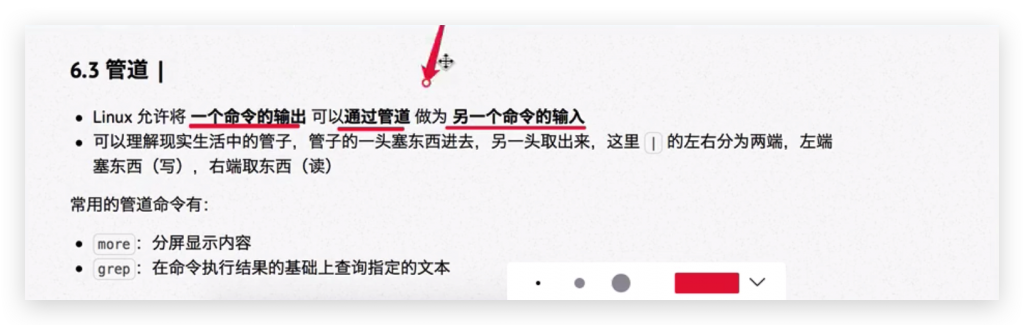 6.3 管道 |
Linux 允许将 一个命令的输出 可以通过管道 做为 另一个命令的输入
可以理解现实生活中的管子，管子的一头塞东西进去，另一头取出来，这里 | 的左右分为两端，左端
塞东西（写），右端取东西（读）
常用的管道命令有：
more：分屏显示内容
grep：在命令执行结果的基础上查询指定的文本